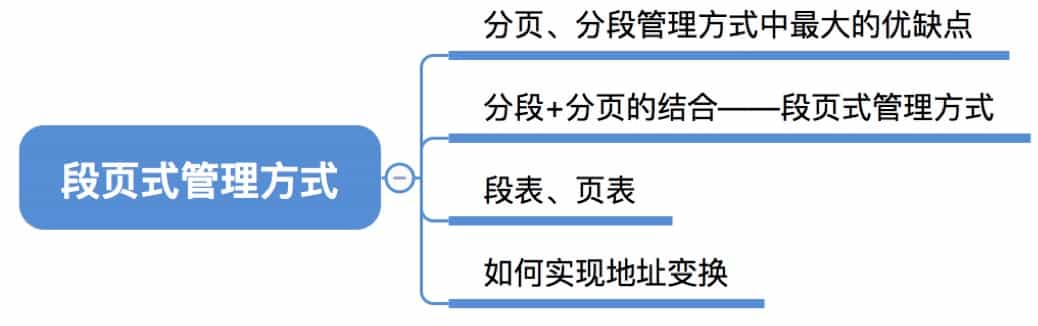 分页、分段管理方式中最大的优缺点
分段+分页的结合——段页式管理方式
段页式管理方式
段表、页表
如何实现地址变换